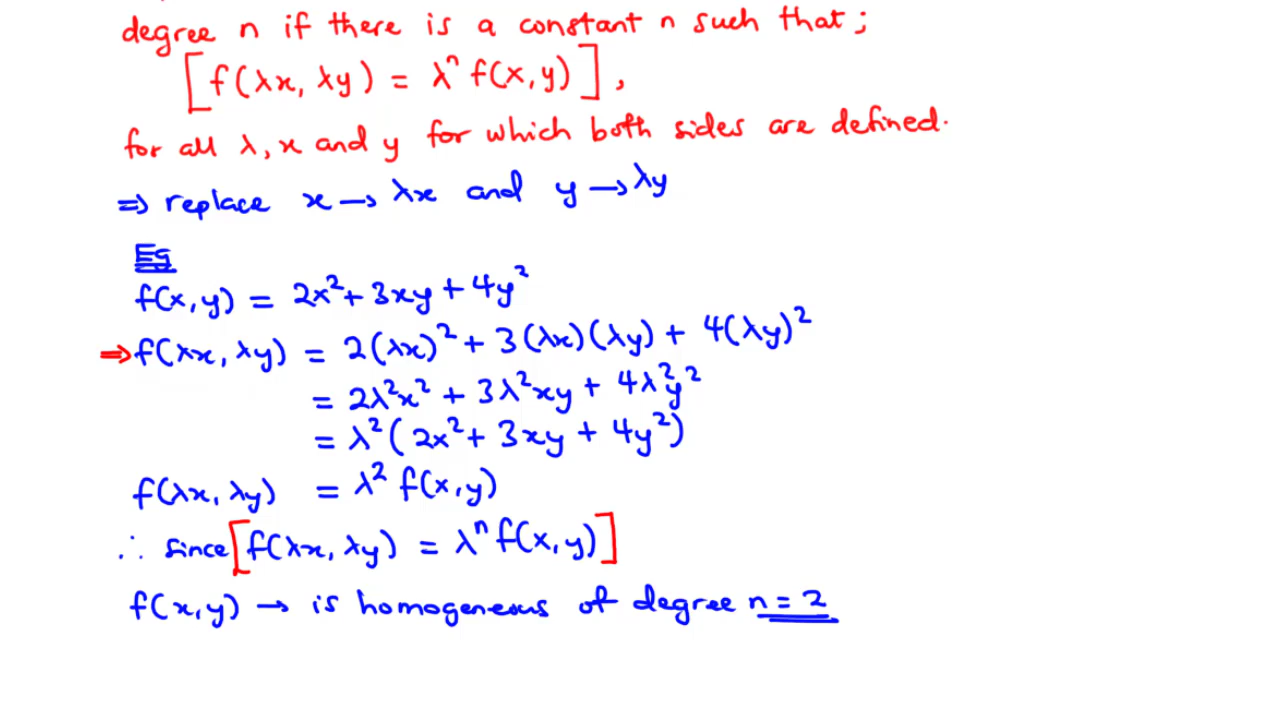 degree n if there is a constant n such that;
[f(λx, λy) = λⁿ f(x,y)],
for all λ, x and y for which both sides are defined.
⇒ replace x → λx and y → λy
Eg
f(x,y) = 2x² + 3xy + 4y²
⇒ f(λx, λy) = 2(λx)² + 3(λx)(λy) + 4(λy)²
= 2λ²x² + 3λ²xy + 4λ²y²
= λ²(2x² + 3xy + 4y²)
f(λx, λy) = λ² f(x,y)
∴ since [f(λx, λy) = λⁿ f(x,y)]
f(x,y) → is homogeneous of degree n = 2